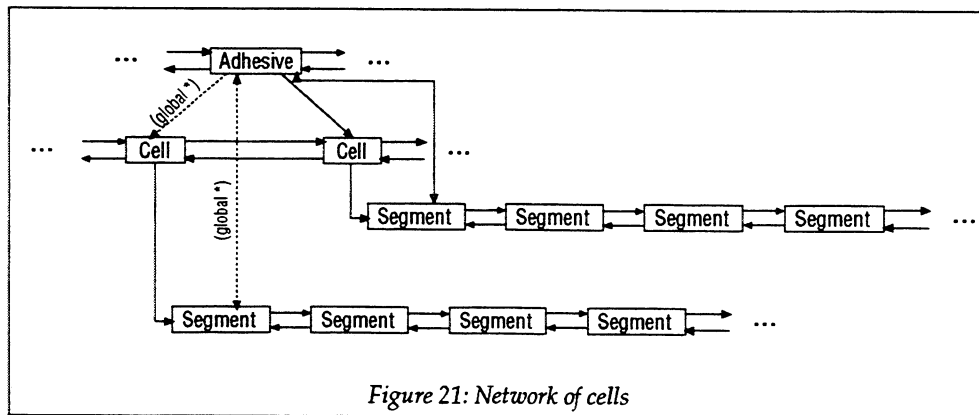 ... Adhesive ...
(global *)
... Cell Cell ...
(global *)
Segment Segment Segment Segment ...
Segment Segment Segment Segment ...
Figure 21: Network of cells